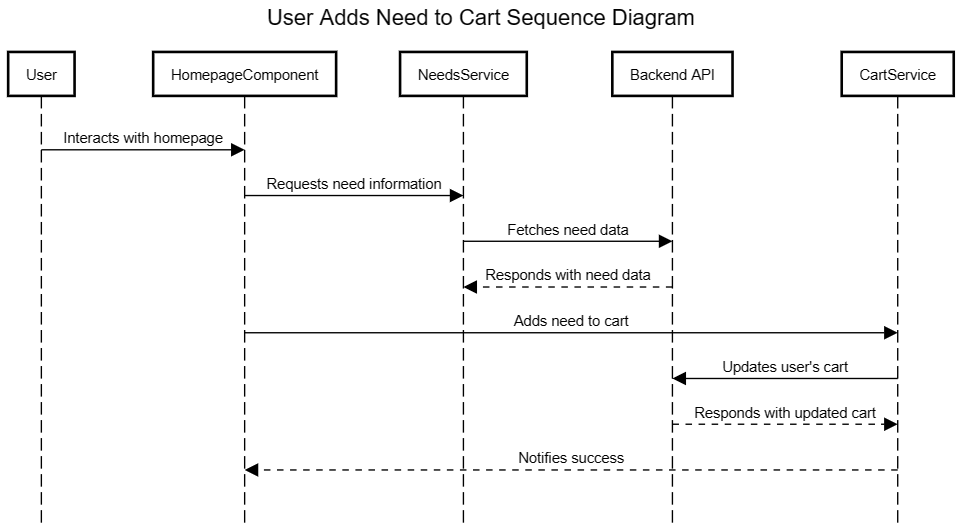 User Adds Need to Cart Sequence Diagram
User
HomepageComponent
NeedsService
Backend API
CartService
Interacts with homepage
Requests need information
Fetches need data
Responds with need data
Adds need to cart
Updates user's cart
Responds with updated cart
Notifies success